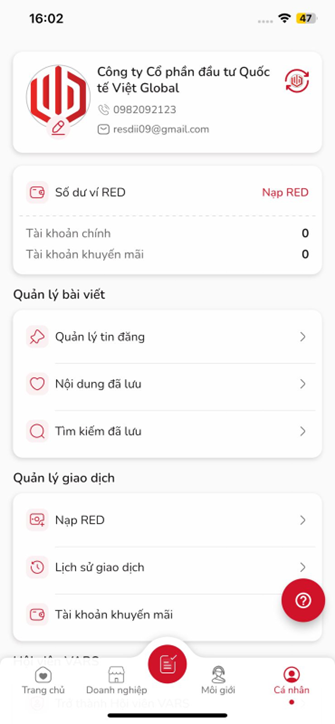 16:02
47
Công ty Cổ phần đầu tư Quốc
tế Việt Global
0982092123
resdii09@gmail.com
Số dư ví RED
Nạp RED
Tài khoản chính
0
Tài khoản khuyến mãi
0
Quản lý bài viết
Quản lý tin đăng
Nội dung đã lưu
Tìm kiếm đã lưu
Quản lý giao dịch
Nạp RED
Lịch sử giao dịch
Tài khoản khuyến mãi
Trang chủ
Doanh nghiệp
Môi giới
Cá nhân